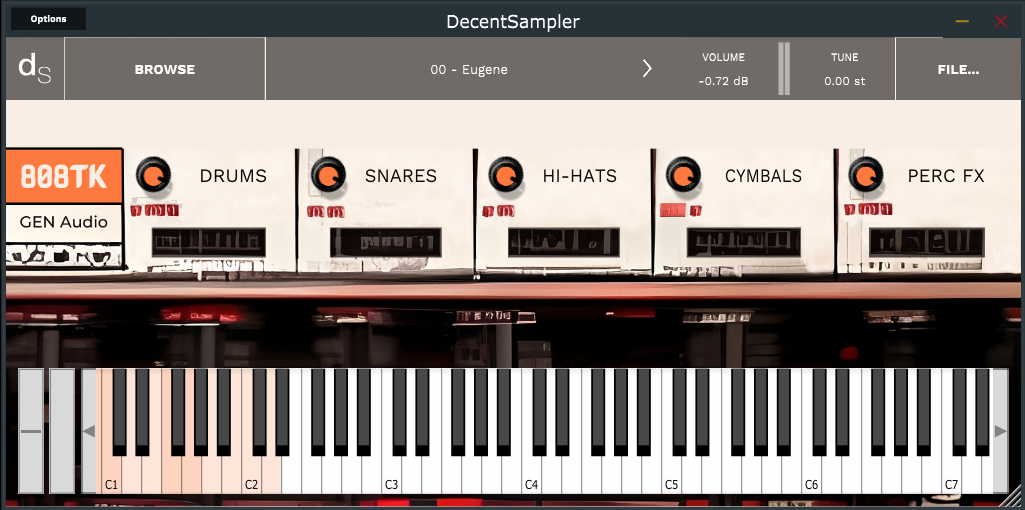 Options
DecentSampler
dS
BROWSE
00 - Eugene
VOLUME
-0.72 dB
TUNE
0.00 st
FILE...
808TK
GEN Audio
DRUMS
SNARES
HI-HATS
CYMBALS
PERC FX
C1
C2
C3
C4
C5
C6
C7